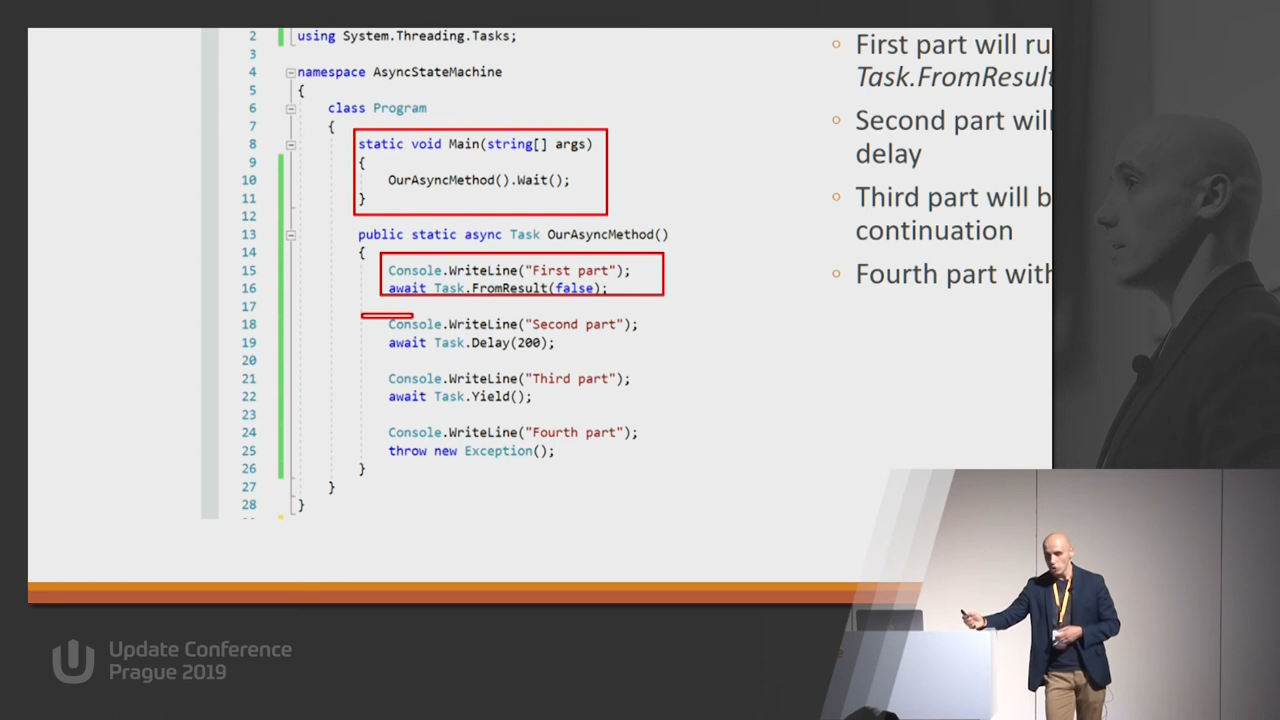 2 using System.Threading.Tasks;
3
4 namespace AsyncStateMachine
5 {
6 class Program
7 {
8 static void Main(string[] args)
9 {
10 OurAsyncMethod().Wait();
11 }
12
13 public static async Task OurAsyncMethod()
14 {
15 Console.WriteLine("First part");
16 await Task.FromResult(false);
17
18 Console.WriteLine("Second part");
19 await Task.Delay(200);
20
21 Console.WriteLine("Third part");
22 await Task.Yield();
23
24 Console.WriteLine("Fourth part");
25 throw new Exception();
26 }
27 }
28 }
First part will ru
Task.FromResult
Second part will
delay
Third part will b
continuation
Fourth part with
Update Conference
Prague 2019